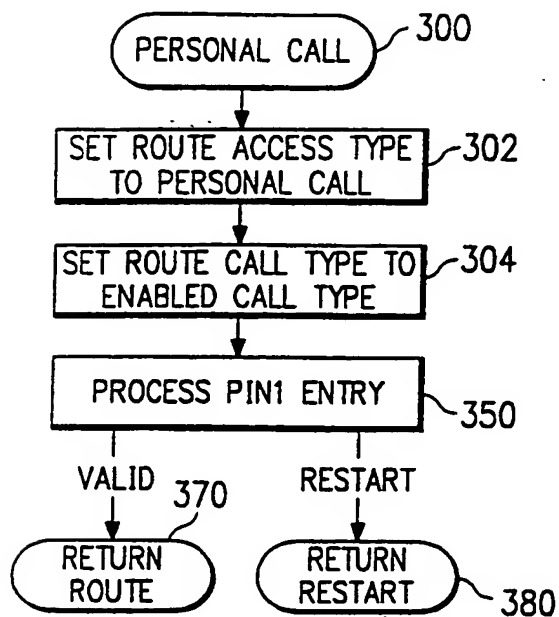 PERSONAL CALL
300
SET ROUTE ACCESS TYPE
TO PERSONAL CALL
302
SET ROUTE CALL TYPE TO
ENABLED CALL TYPE
304
PROCESS PIN1 ENTRY
350
VALID
RESTART
370
RETURN
ROUTE
RETURN
RESTART
380